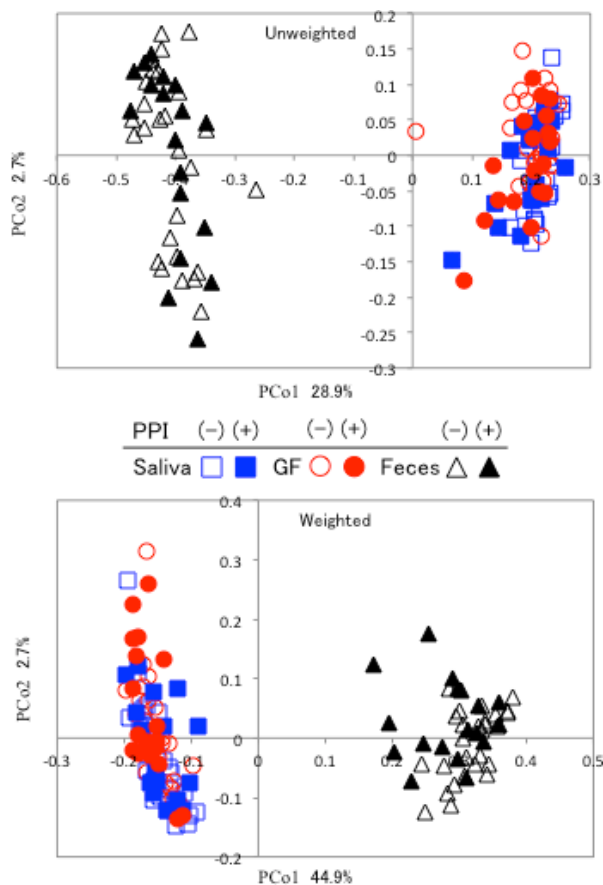 0.2
Unweighted
0.15
0.1
0.05
0
-0.6 -0.5 -0.4 -0.3 -0.2 -0.1 0 0.1 0.2 0.3
-0.05
-0.1
-0.15
-0.2
-0.25
-0.3
PCo2 2.7%
PCo1 28.9%
PPI (-) (+) (-) (+) (-) (+)
Saliva GF Feces
0.4
Weighted
0.3
0.2
0.1
0
-0.3 -0.2 -0.1 0 0.1 0.2 0.3 0.4 0.5
-0.1
-0.2
PCo2 2.7%
PCo1 44.9%